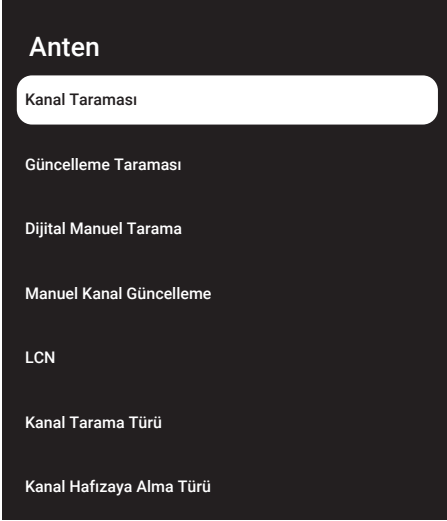 Anten
Kanal Taraması
Güncelleme Taraması
Dijital Manuel Tarama
Manuel Kanal Güncelleme
LCN
Kanal Tarama Türü
Kanal Hafızaya Alma Türü